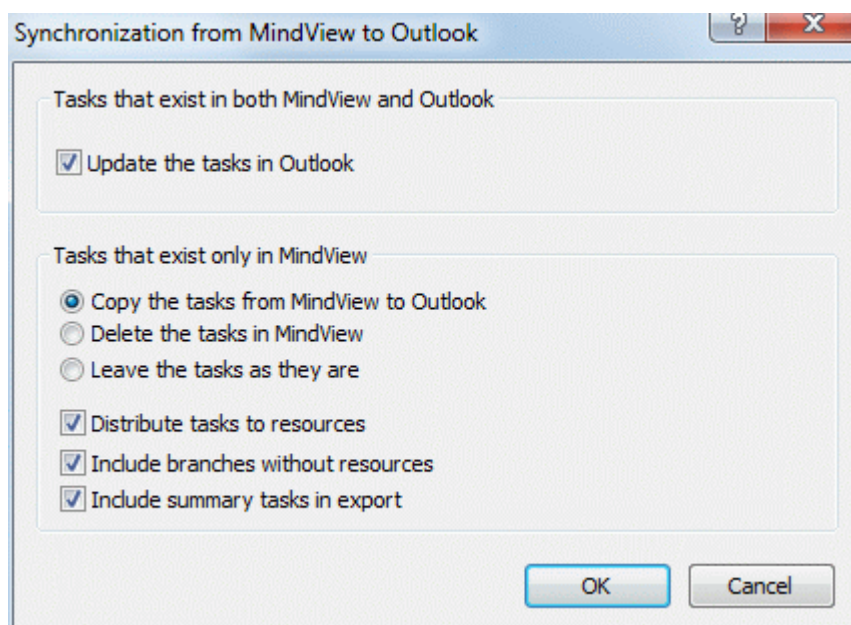 Synchronization from MindView to Outlook
?
Tasks that exist in both MindView and Outlook
Update the tasks in Outlook
Tasks that exist only in MindView
Copy the tasks from MindView to Outlook
Delete the tasks in MindView
Leave the tasks as they are
Distribute tasks to resources
Include branches without resources
Include summary tasks in export
OK
Cancel